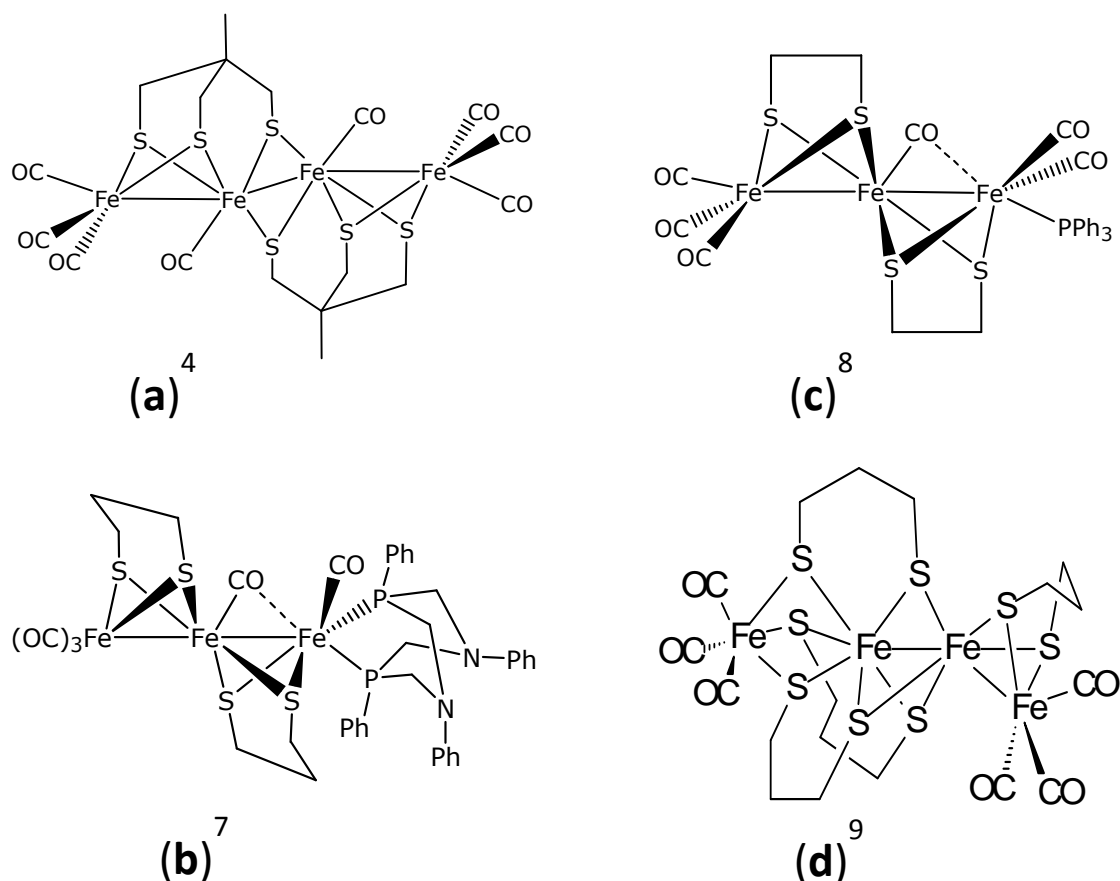 CO CO CO
S S S
OC Fe Fe Fe Fe
OC OC OC S S S CO
4
(a)
S S CO CO
CO
OC Fe Fe Fe
OC OC PPh3
S S
8
(c)
Ph
CO
S S CO P
(OC)3Fe Fe Fe N Ph
S S P
Ph N
Ph
7
(b)
S S
OC S
Fe S Fe Fe S
OC
OC S S S Fe CO
OC CO
9
(d)